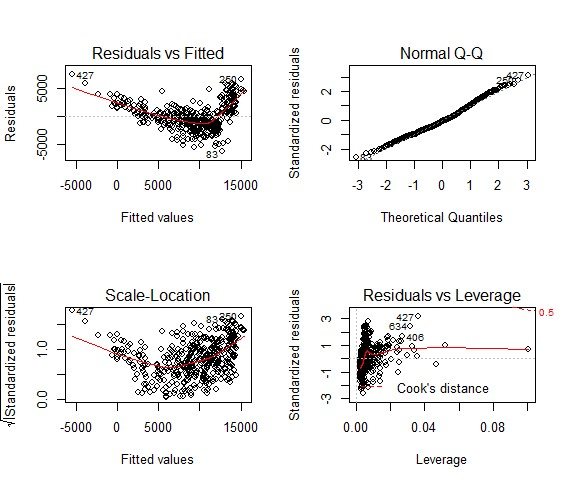 Residuals vs Fitted
427
250
83
Residuals
5000
-5000
-5000 0 5000 15000
Fitted values
Normal Q-Q
427
250
83
Standardized residuals
2
0
-2
-3 -2 -1 0 1 2 3
Theoretical Quantiles
Scale-Location
427
250
83
√|Standardized residuals|
1.0
0.0
-5000 0 5000 15000
Fitted values
Residuals vs Leverage
427
634
406
0.5
Cook's distance
Standardized residuals
3
1
-1
-3
0.00 0.04 0.08
Leverage